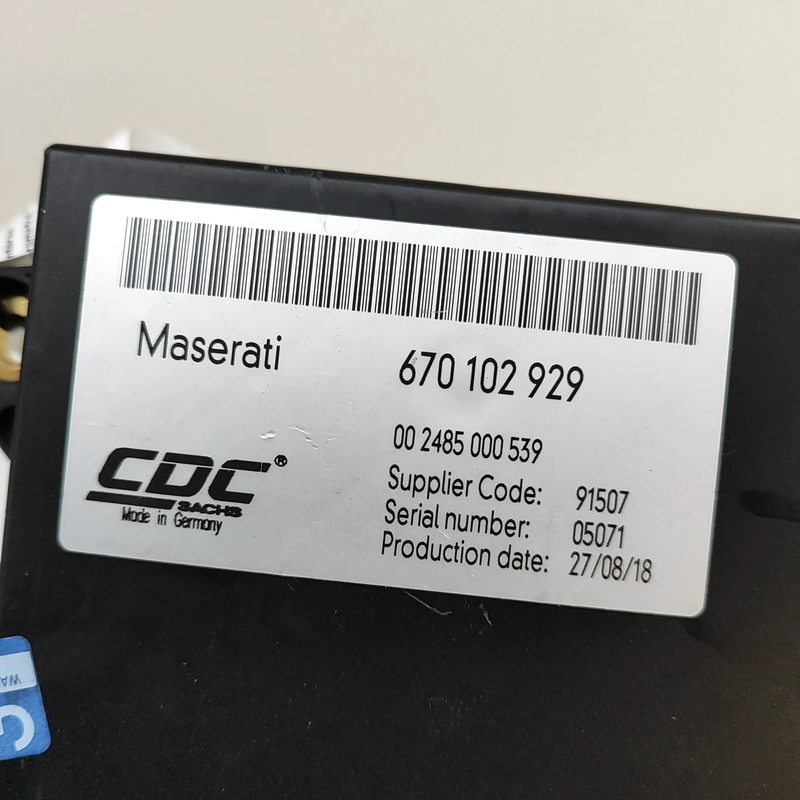 Maserati
670 102 929
00 2485 000 539
CDC®
SACHS
Made in Germany
Supplier Code: 91507
Serial number: 05071
Production date: 27/08/18